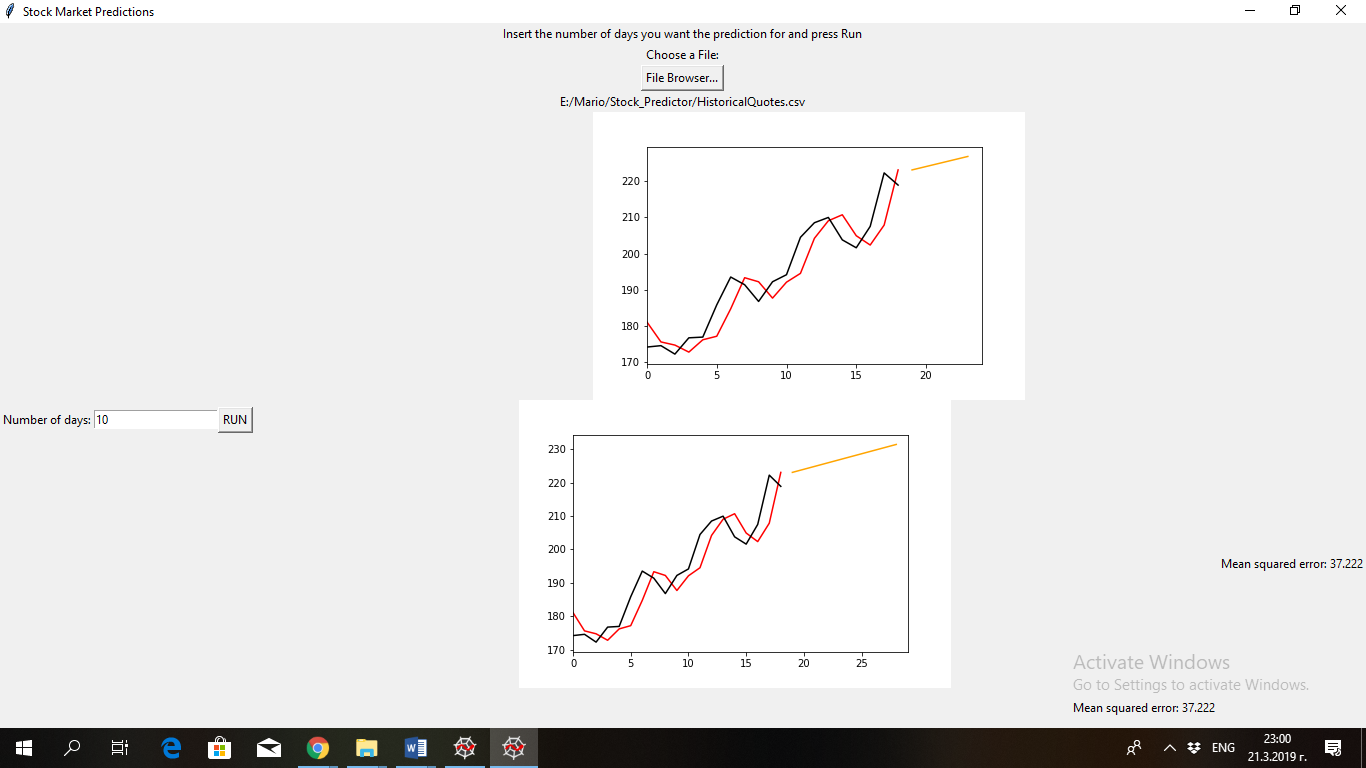 Stock Market Predictions
Insert the number of days you want the prediction for and press Run
Choose a File:
File Browser...
E:/Mario/Stock_Predictor/HistoricalQuotes.csv
220
210
200
190
180
170
0 5 10 15 20
Number of days: 10 RUN
230
220
210
200
190
180
170
0 5 10 15 20 25
Mean squared error: 37.222
Activate Windows
Go to Settings to activate Windows.
Mean squared error: 37.222
ENG
23:00
21.3.2019 г.